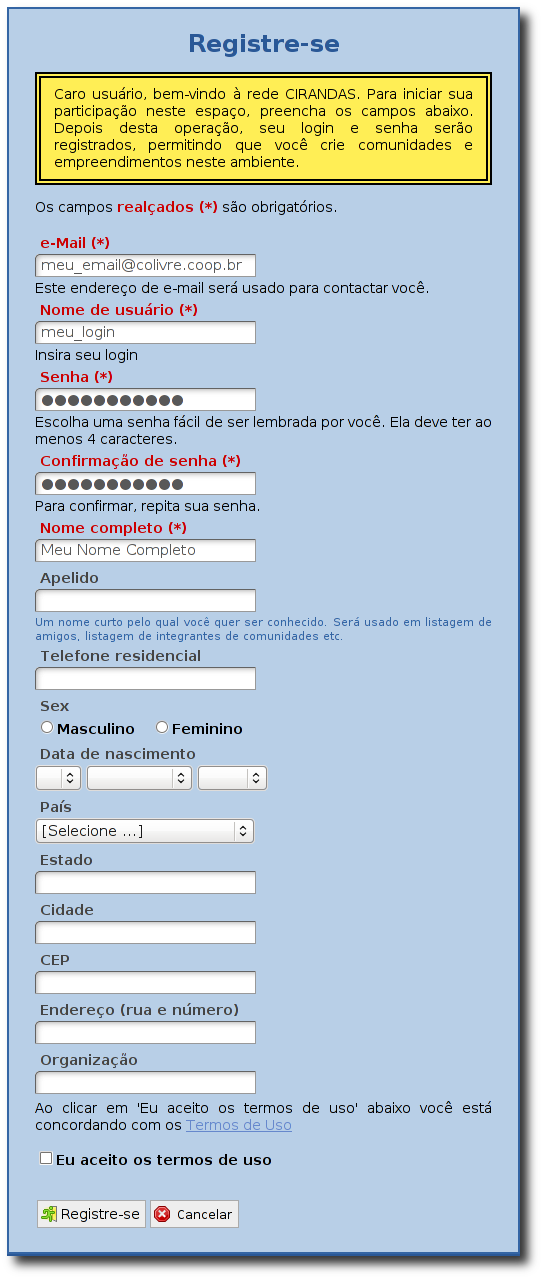 Registre-se
Caro usuário, bem-vindo à rede CIRANDAS. Para iniciar sua
participação neste espaço, preencha os campos abaixo.
Depois desta operação, seu login e senha serão
registrados, permitindo que você crie comunidades e
empreendimentos neste ambiente.
Os campos realçados (*) são obrigatórios.
e-Mail (*)
meu_email@colivre.coop.br
Este endereço de e-mail será usado para contactar você.
Nome de usuário (*)
meu_login
Insira seu login
Senha (*)
●●●●●●●●●●●
Escolha uma senha fácil de ser lembrada por você. Ela deve ter ao
menos 4 caracteres.
Confirmação de senha (*)
●●●●●●●●●●●
Para confirmar, repita sua senha.
Nome completo (*)
Meu Nome Completo
Apelido
Um nome curto pelo qual você quer ser conhecido. Será usado em listagem de
amigos, listagem de integrantes de comunidades etc.
Telefone residencial
Sex
Masculino Feminino
Data de nascimento
País
[Selecione ...]
Estado
Cidade
CEP
Endereço (rua e número)
Organização
Ao clicar em 'Eu aceito os termos de uso' abaixo você está
concordando com os Termos de Uso
Eu aceito os termos de uso
Registre-se Cancelar